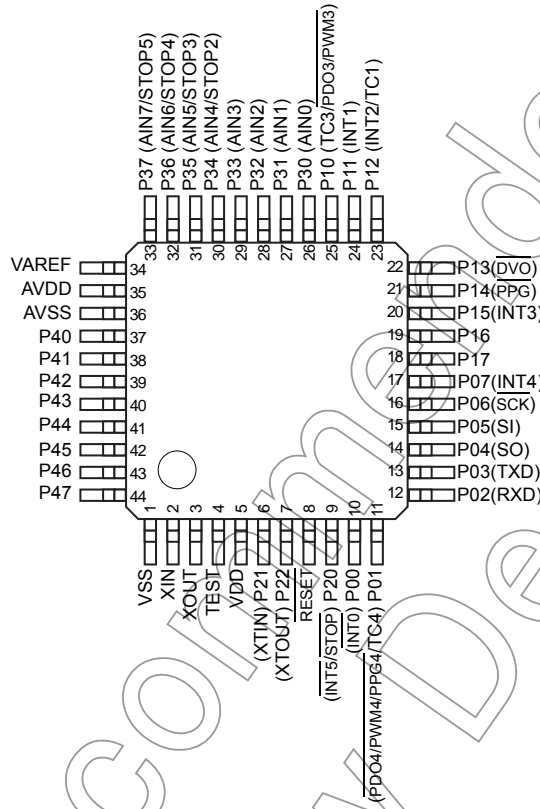 P37 (AIN7/STOP5)
P36 (AIN6/STOP4)
P35 (AIN5/STOP3)
P34 (AIN4/STOP2)
P33 (AIN3)
P32 (AIN2)
P31 (AIN1)
P30 (AIN0)
P10 (TC3/PDO3/PWM3)
P11 (INT1)
P12 (INT2/TC1)
33
32
31
30
29
28
27
26
25
24
23
VAREF 34
AVDD 35
AVSS 36
P40 37
P41 38
P42 39
P43 40
P44 41
P45 42
P46 43
P47 44
22 P13(DVO)
21 P14(PPG)
20 P15(INT3)
19 P16
18 P17
17 P07(INT4)
16 P06(SCK)
15 P05(SI)
14 P04(SO)
13 P03(TXD)
12 P02(RXD)
1
2
3
4
5
6
7
8
9
10
11
VSS
XIN
XOUT
TEST
VDD
(XTIN) P21
(XTOUT) P22
RESET
(INT5/STOP) P20
(INT0) P00
(PDO4/PWM4/PPG4/TC4) P01